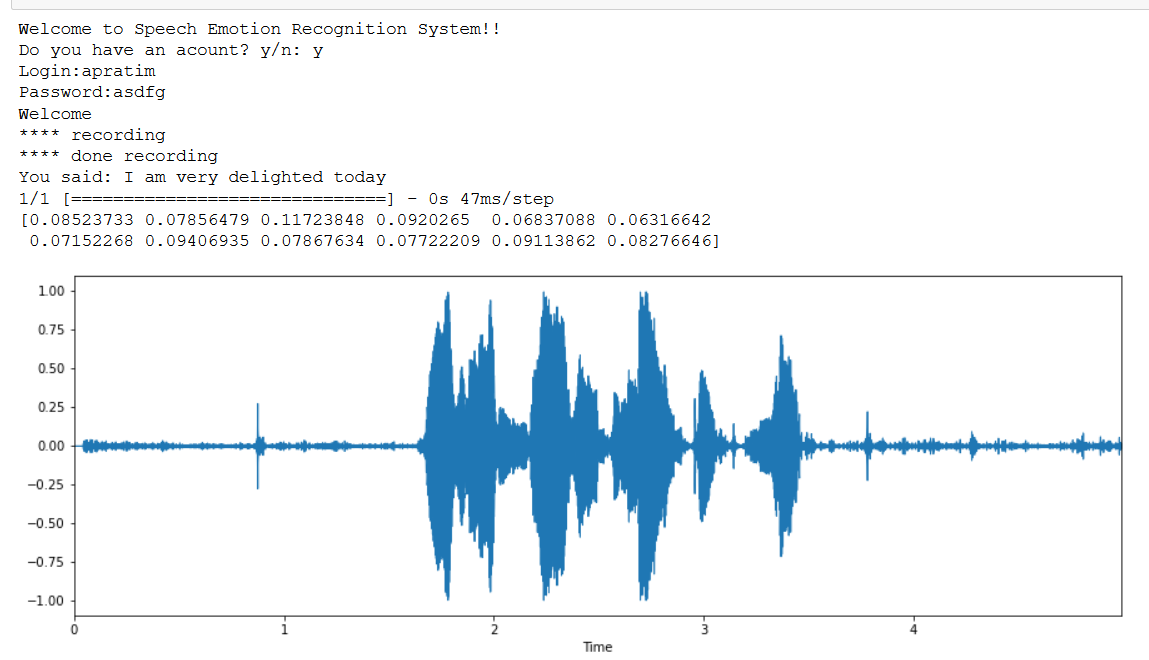 Welcome to Speech Emotion Recognition System!!
Do you have an acount? y/n: y
Login:apratim
Password:asdfg
Welcome
**** recording
**** done recording
You said: I am very delighted today
1/1 [==============================] - 0s 47ms/step
[0.08523733 0.07856479 0.11723848 0.0920265  0.06837088 0.06316642
 0.07152268 0.09406935 0.07867634 0.07722209 0.09113862 0.08276646]
1.00
0.75
0.50
0.25
0.00
−0.25
−0.50
−0.75
−1.00
0 1 2 3 4
Time